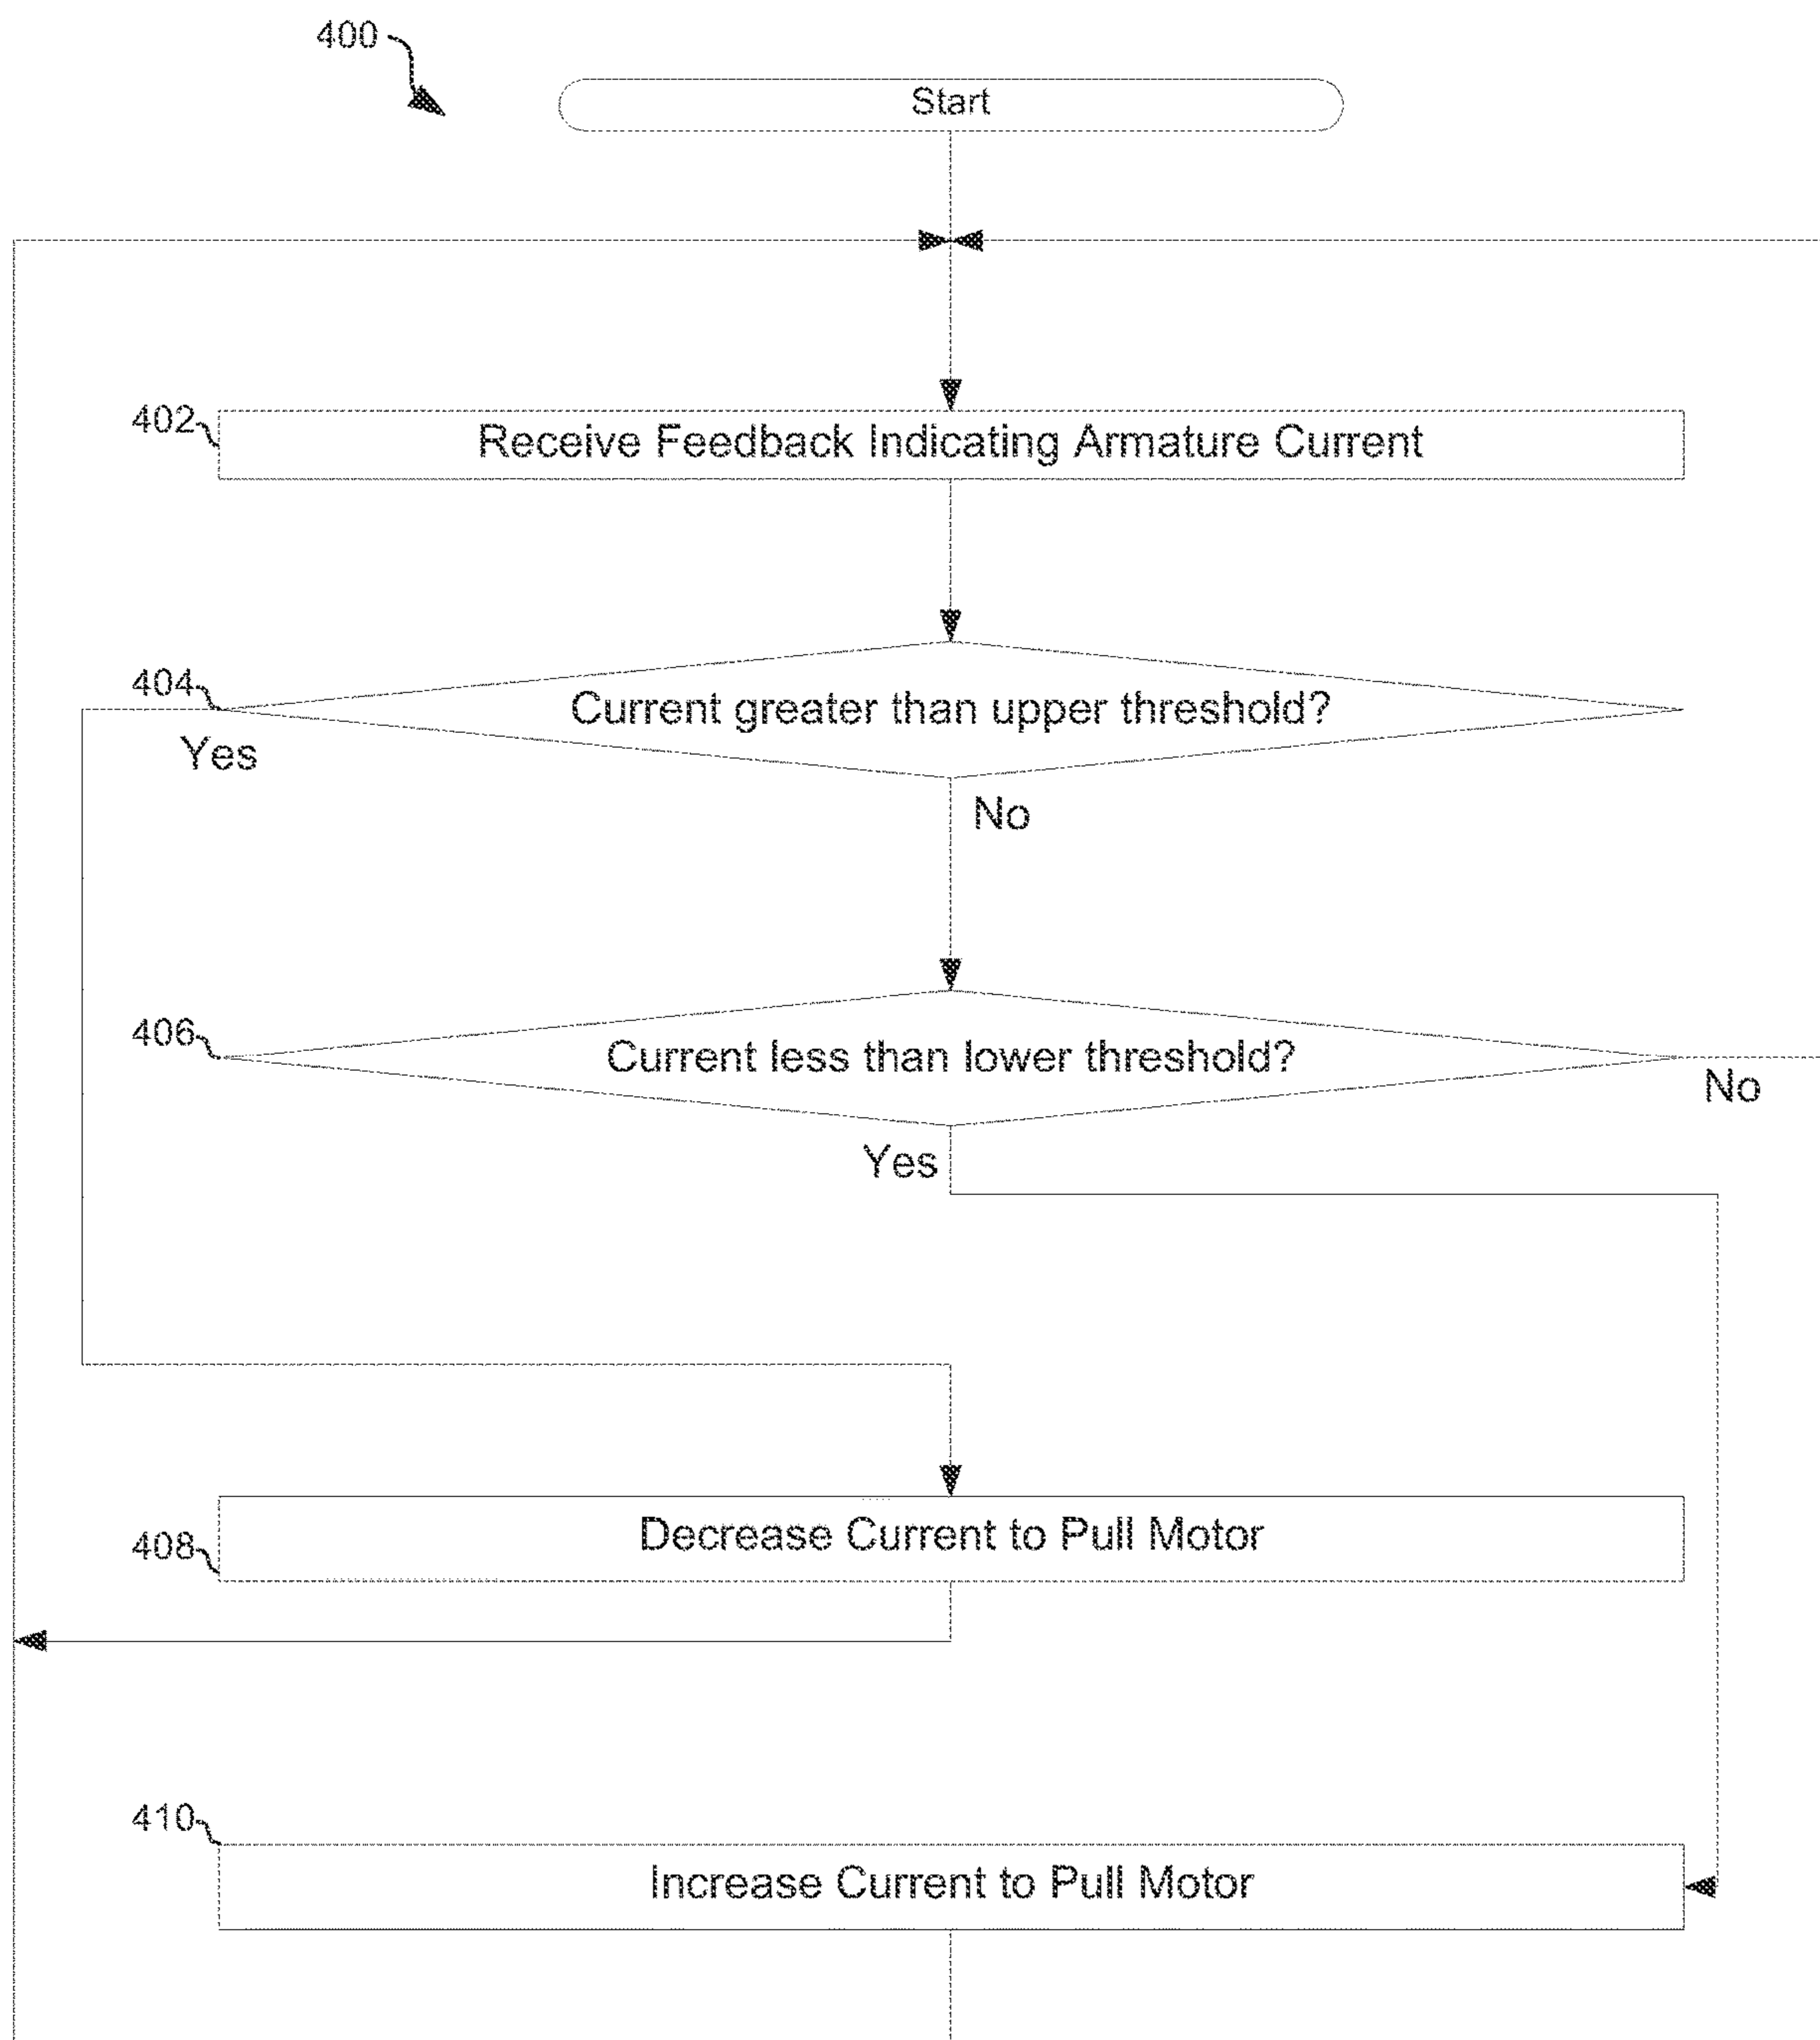 400
Start
402
Receive Feedback Indicating Armature Current
404
Current greater than upper threshold?
Yes
No
406
Current less than lower threshold?
No
Yes
408
Decrease Current to Pull Motor
410
Increase Current to Pull Motor